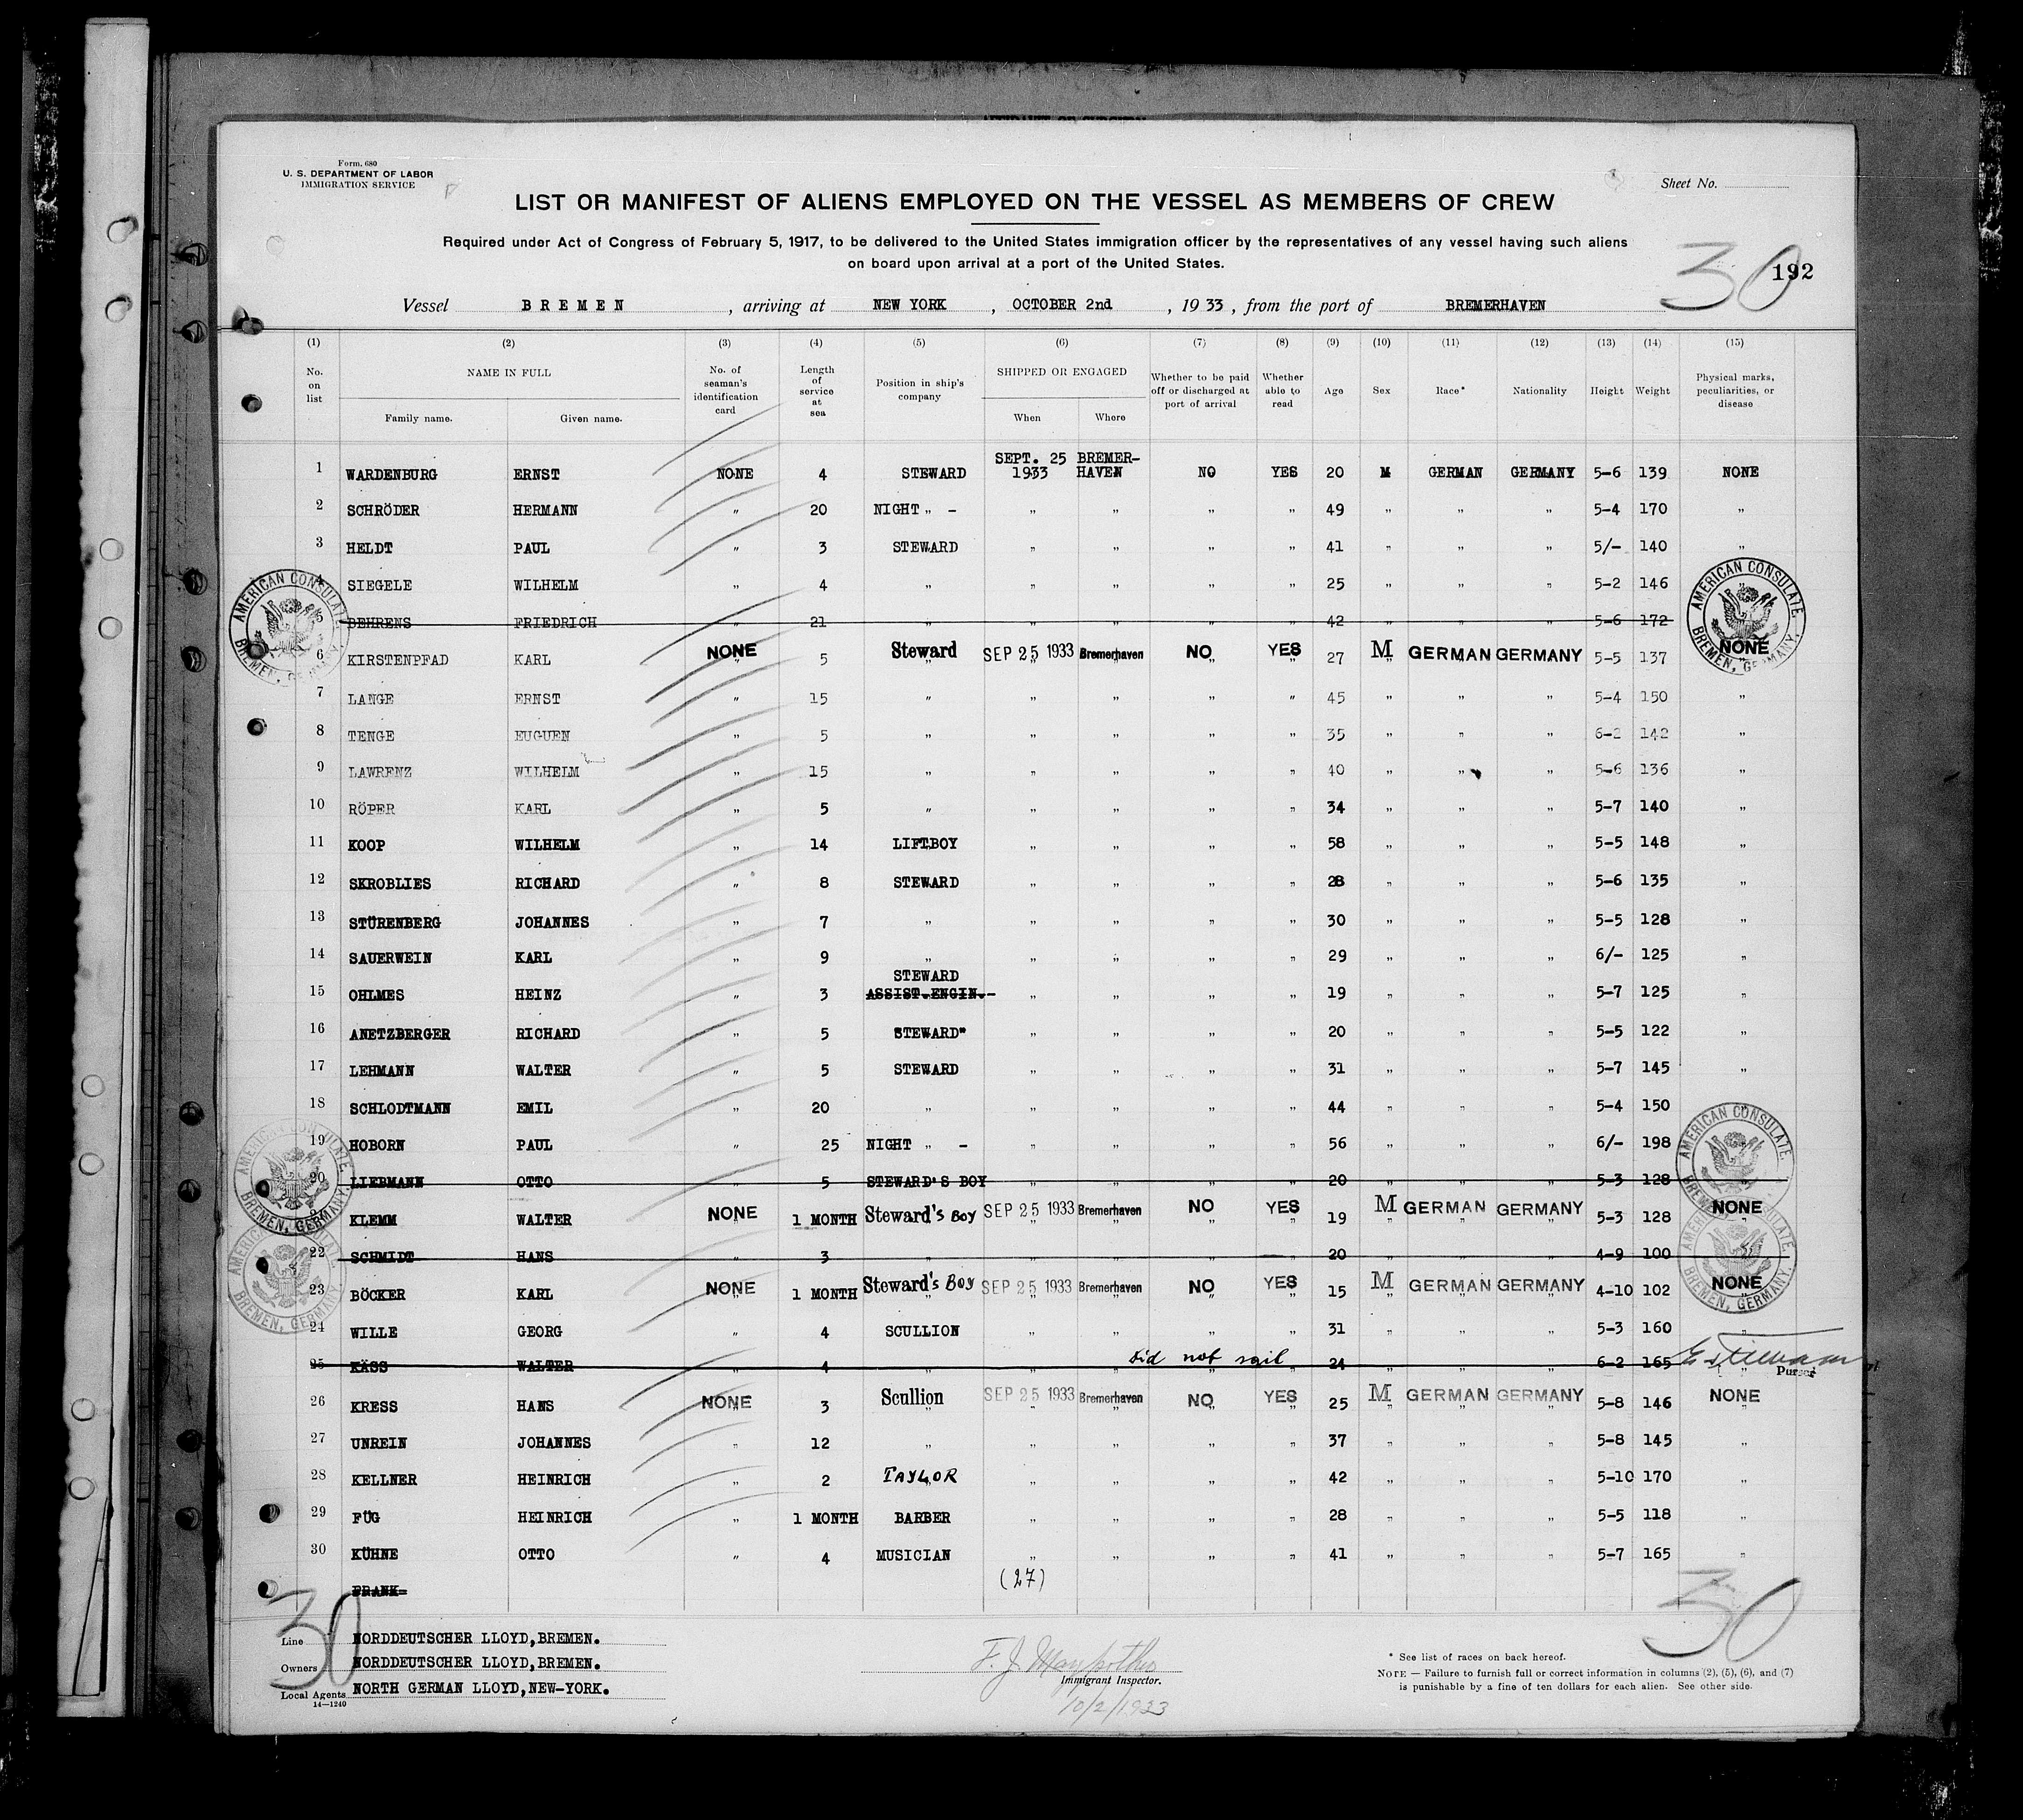 Form. 680
U. S. DEPARTMENT OF LABOR
IMMIGRATION SERVICE
Sheet No.
LIST OR MANIFEST OF ALIENS EMPLOYED ON THE VESSEL AS MEMBERS OF CREW
Required under Act of Congress of February 5, 1917, to be delivered to the United States immigration officer by the representatives of any vessel having such aliens
on board upon arrival at a port of the United States.
30 192
Vessel BREMEN, arriving at NEW YORK, OCTOBER 2nd, 1933, from the port of BREMERHAVEN
(1) (2) (3) (4) (5) (6) (7) (8) (9) (10) (11) (12) (13) (14) (15)
No. on list NAME IN FULL Family name. Given name. No. of seaman's identification card Length of service at sea Position in ship's company SHIPPED OR ENGAGED When Where Whether to be paid off or discharged at port of arrival Whether able to read Age Sex Race* Nationality Height Weight Physical marks, peculiarities, or disease
1 WARDENBURG ERNST NONE 4 STEWARD SEPT. 25 1933 BREMER-HAVEN NO YES 20 M GERMAN GERMANY 5-6 139 NONE
2 SCHRÖDER HERMANN " 20 NIGHT " - " " " " 49 " " " 5-4 170 "
3 HELDT PAUL " 3 STEWARD " " " " 41 " " " 5/- 140 "
4 SIEGELE WILHELM " 4 " " " " " 25 " " " 5-2 146 "
5 BEHRENS FRIEDRICH " 21 " " " " " 42 " " " 5-6 172 "
6 KIRSTENPFAD KARL NONE 5 Steward SEP 25 1933 Bremerhaven NO YES 27 M GERMAN GERMANY 5-5 137 NONE
7 LANGE ERNST " 15 " " " " " 45 " " " 5-4 150 "
8 TENGE EUGUEN " 5 " " " " " 35 " " " 6-2 142 "
9 LAWRENZ WILHELM " 15 " " " " " 40 " " " 5-6 136 "
10 RÖPER KARL " 5 " " " " " 34 " " " 5-7 140 "
11 KOOP WILHELM " 14 LIFTBOY " " " " 58 " " " 5-5 148 "
12 SKROBLIES RICHARD " 8 STEWARD " " " " 28 " " " 5-6 135 "
13 STÜRENBERG JOHANNES " 7 " " " " " 30 " " " 5-5 128 "
14 SAUERWEIN KARL " 9 " " " " " 29 " " " 6/- 125 "
STEWARD
15 OHLMES HEINZ " 3 ASSIST.ENGIN.- " " " " 19 " " " 5-7 125 "
16 ANETZBERGER RICHARD " 5 STEWARD" " " " " 20 " " " 5-5 122 "
17 LEHMANN WALTER " 5 STEWARD " " " " 31 " " " 5-7 145 "
18 SCHLODTMANN EMIL " 20 " " " " " 44 " " " 5-4 150 "
19 HOBORN PAUL " 25 NIGHT " - " " " " 56 " " " 6/- 198 "
20 LIEBMANN OTTO " 5 STEWARD'S BOY " " " " 20 " " " 5-3 128 "
21 KLEMM WALTER NONE 1 MONTH Steward's Boy SEP 25 1933 Bremerhaven NO YES 19 M GERMAN GERMANY 5-3 128 NONE
22 SCHMIDT HANS " 3 " " " " " 20 " " " 4-9 100 "
23 BÖCKER KARL NONE 1 MONTH Steward's Boy SEP 25 1933 Bremerhaven NO YES 15 M GERMAN GERMANY 4-10 102 NONE
24 WILLE GEORG " 4 SCULLION " " " " 31 " " " 5-3 160 "
25 KÄSS WALTER " 4 " " " did not sail 24 " " " 6-2 165
Purser
26 KRESS HANS NONE 3 Scullion SEP 25 1933 Bremerhaven NO YES 25 M GERMAN GERMANY 5-8 146 NONE
27 UNREIN JOHANNES " 12 " " " " " 37 " " " 5-8 145 "
28 KELLNER HEINRICH " 2 TAYLOR " " " " 42 " " " 5-10 170 "
29 FÜG HEINRICH " 1 MONTH BARBER " " " " 28 " " " 5-5 118 "
30 KÜHNE OTTO " 4 MUSICIAN " " " " 41 " " " 5-7 165 "
(27)
FRANK
30
30
AMERICAN CONSULATE, BREMEN, GERMANY.
AMERICAN CONSULATE, BREMEN, GERMANY.
AMERICAN CONSULATE, BREMEN, GERMANY.
AMERICAN CONSULATE, BREMEN, GERMANY.
BREMEN, GERMANY.
BREMEN, GERMANY.
Line NORDDEUTSCHER LLOYD,BREMEN.
Owners NORDDEUTSCHER LLOYD,BREMEN.
Local Agents NORTH GERMAN LLOYD,NEW-YORK.
14—1240
Immigrant Inspector.
10/2/1933
* See list of races on back hereof.
NOTE — Failure to furnish full or correct information in columns (2), (5), (6), and (7)
is punishable by a fine of ten dollars for each alien. See other side.